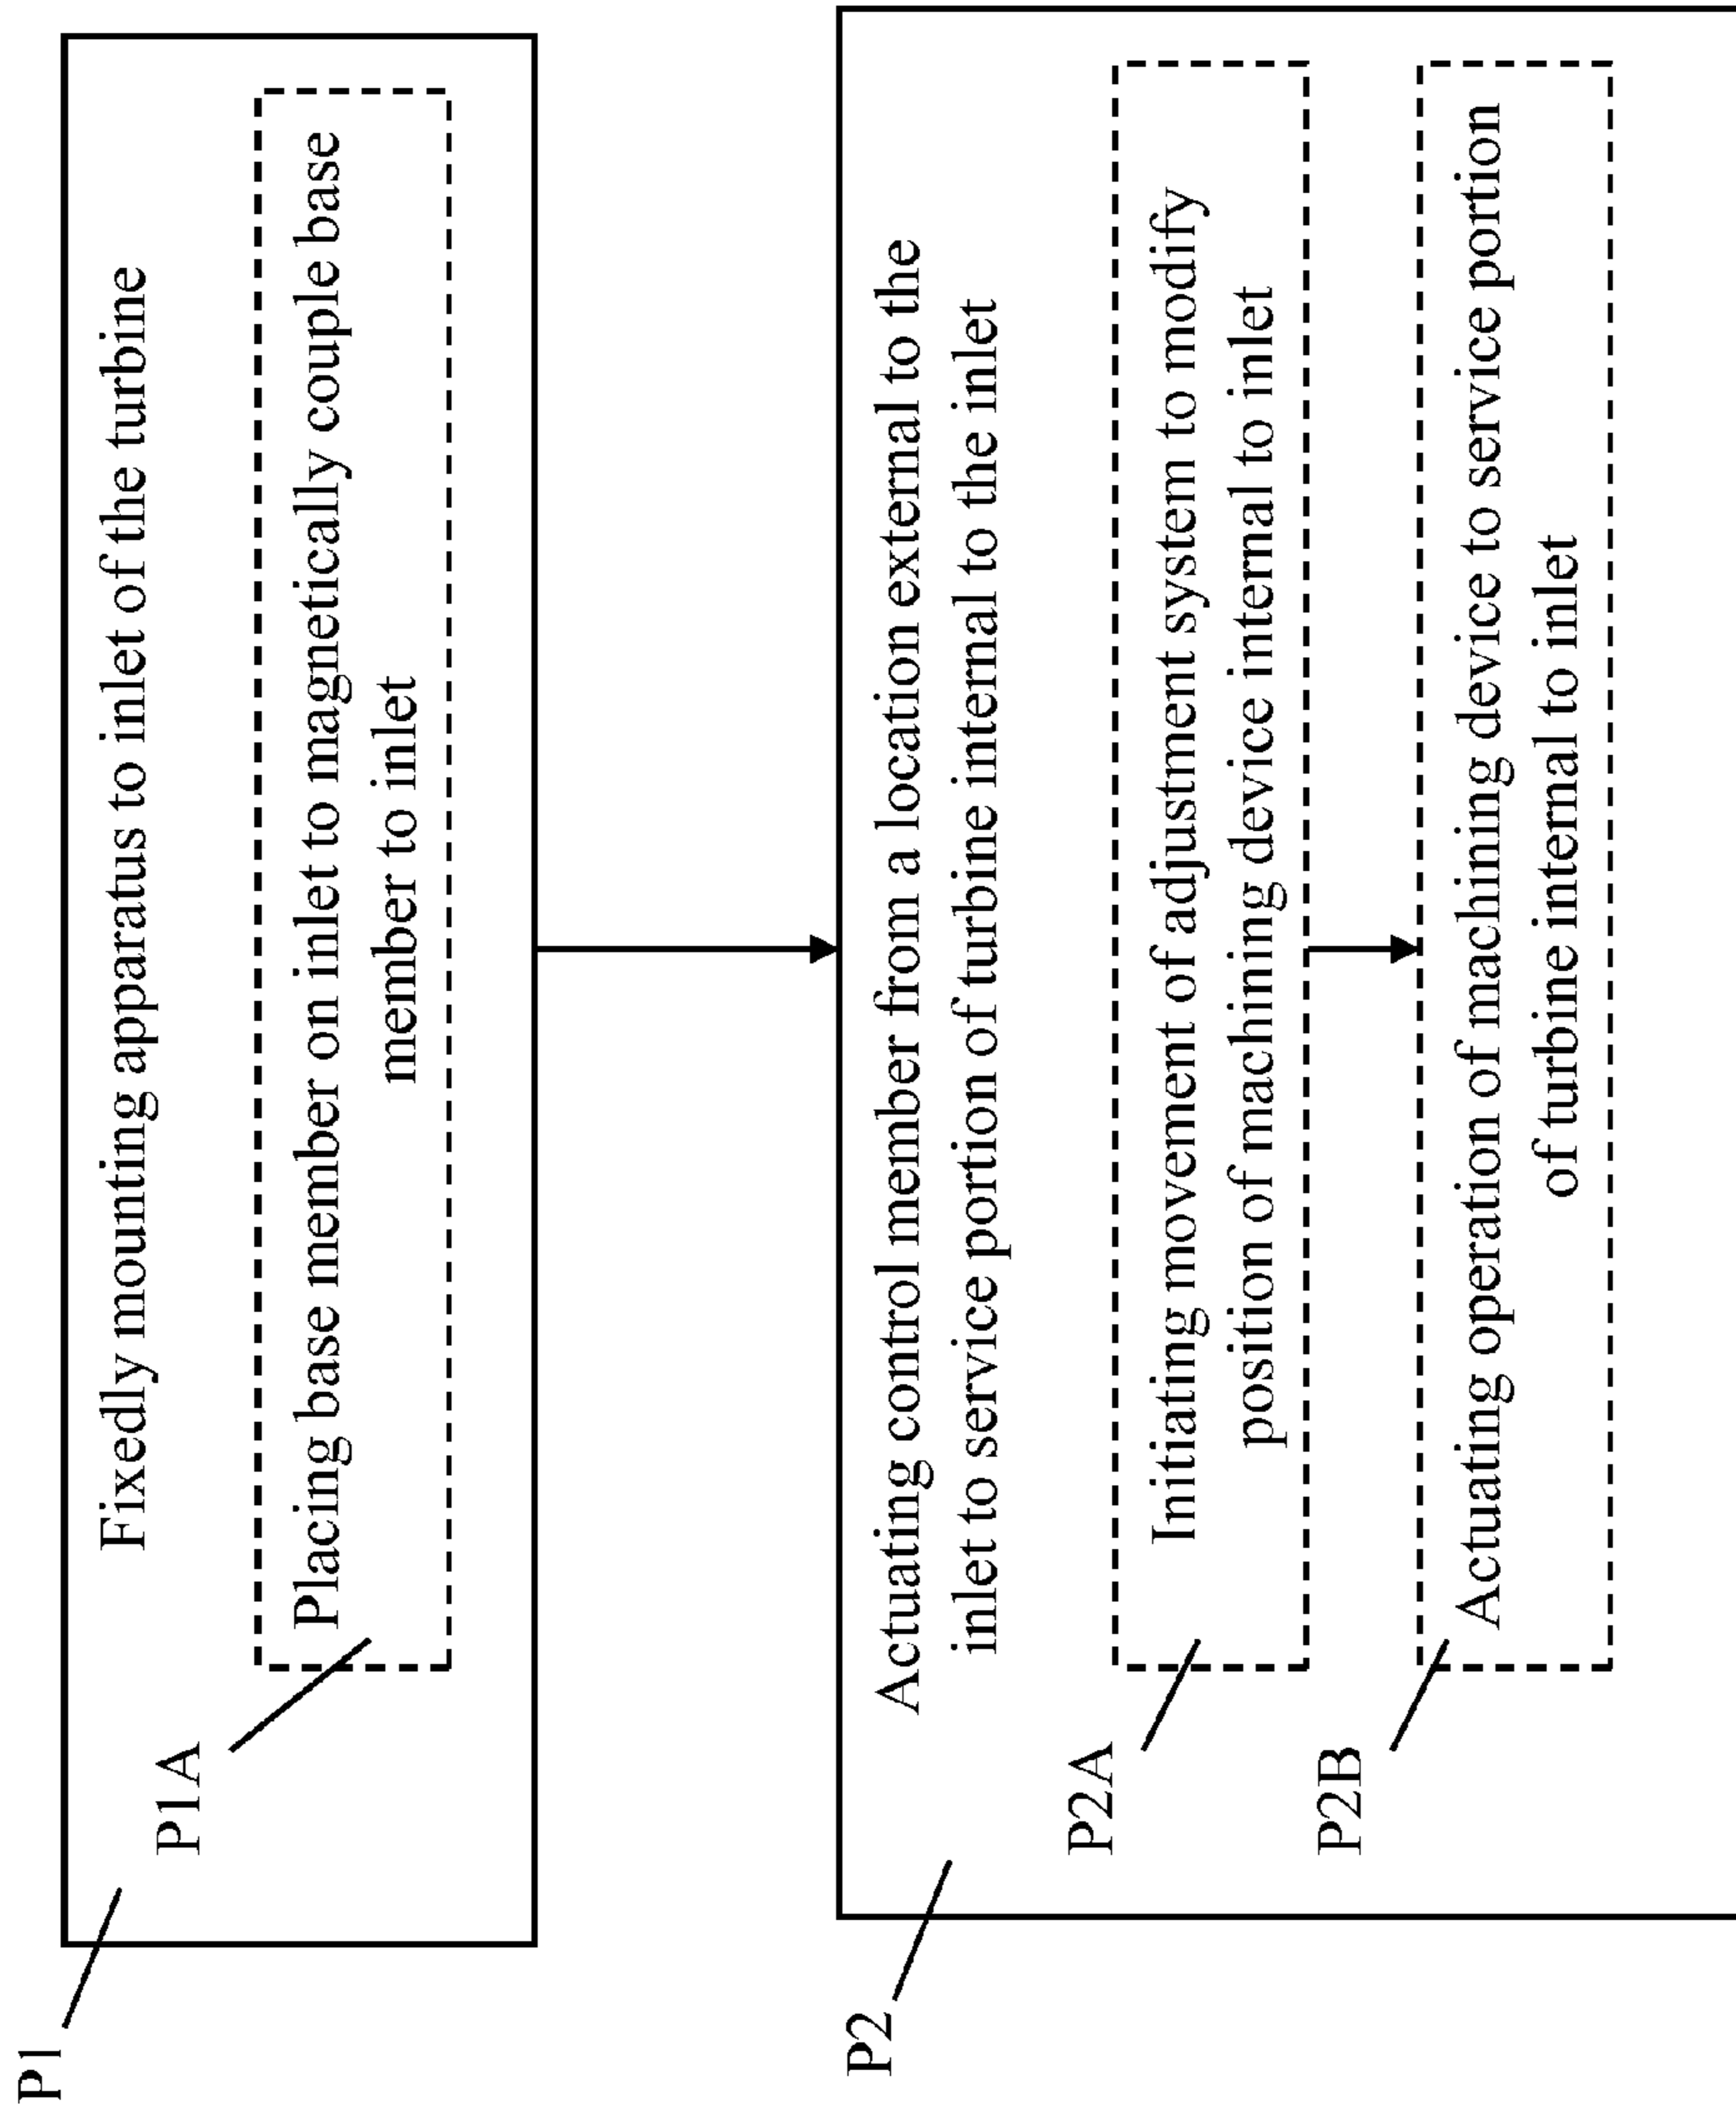 P1
Fixedly mounting apparatus to inlet of the turbine
P1A
Placing base member on inlet to magnetically couple base
member to inlet
P2
Actuating control member from a location external to the
inlet to service portion of turbine internal to the inlet
P2A
Initiating movement of adjustment system to modify
position of machining device internal to inlet
P2B
Actuating operation of machining device to service portion
of turbine internal to inlet